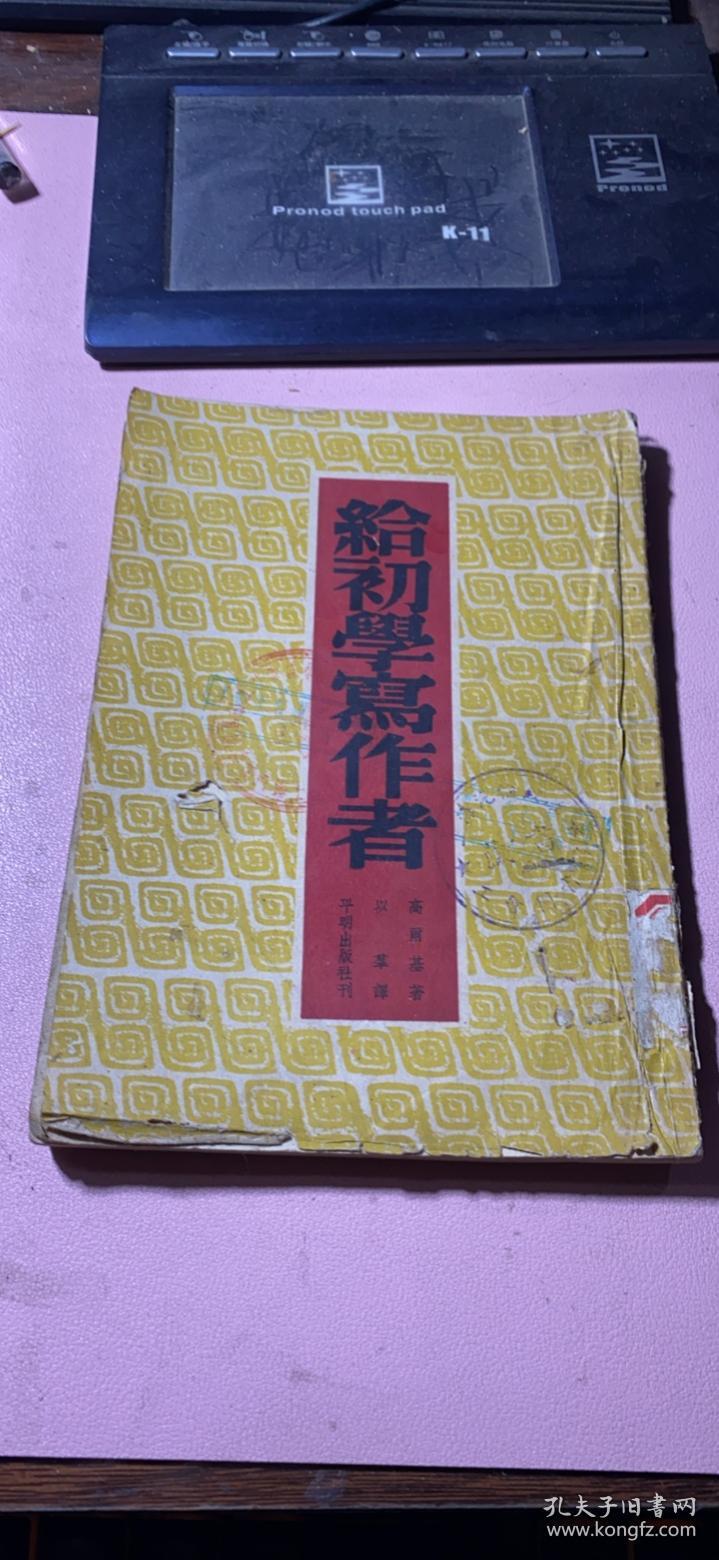 Pronod touch pad
K-11
Pronod
給初學寫作者
高爾基著
以羣譯
平明出版社刊
孔夫子旧书网
www.kongfz.com